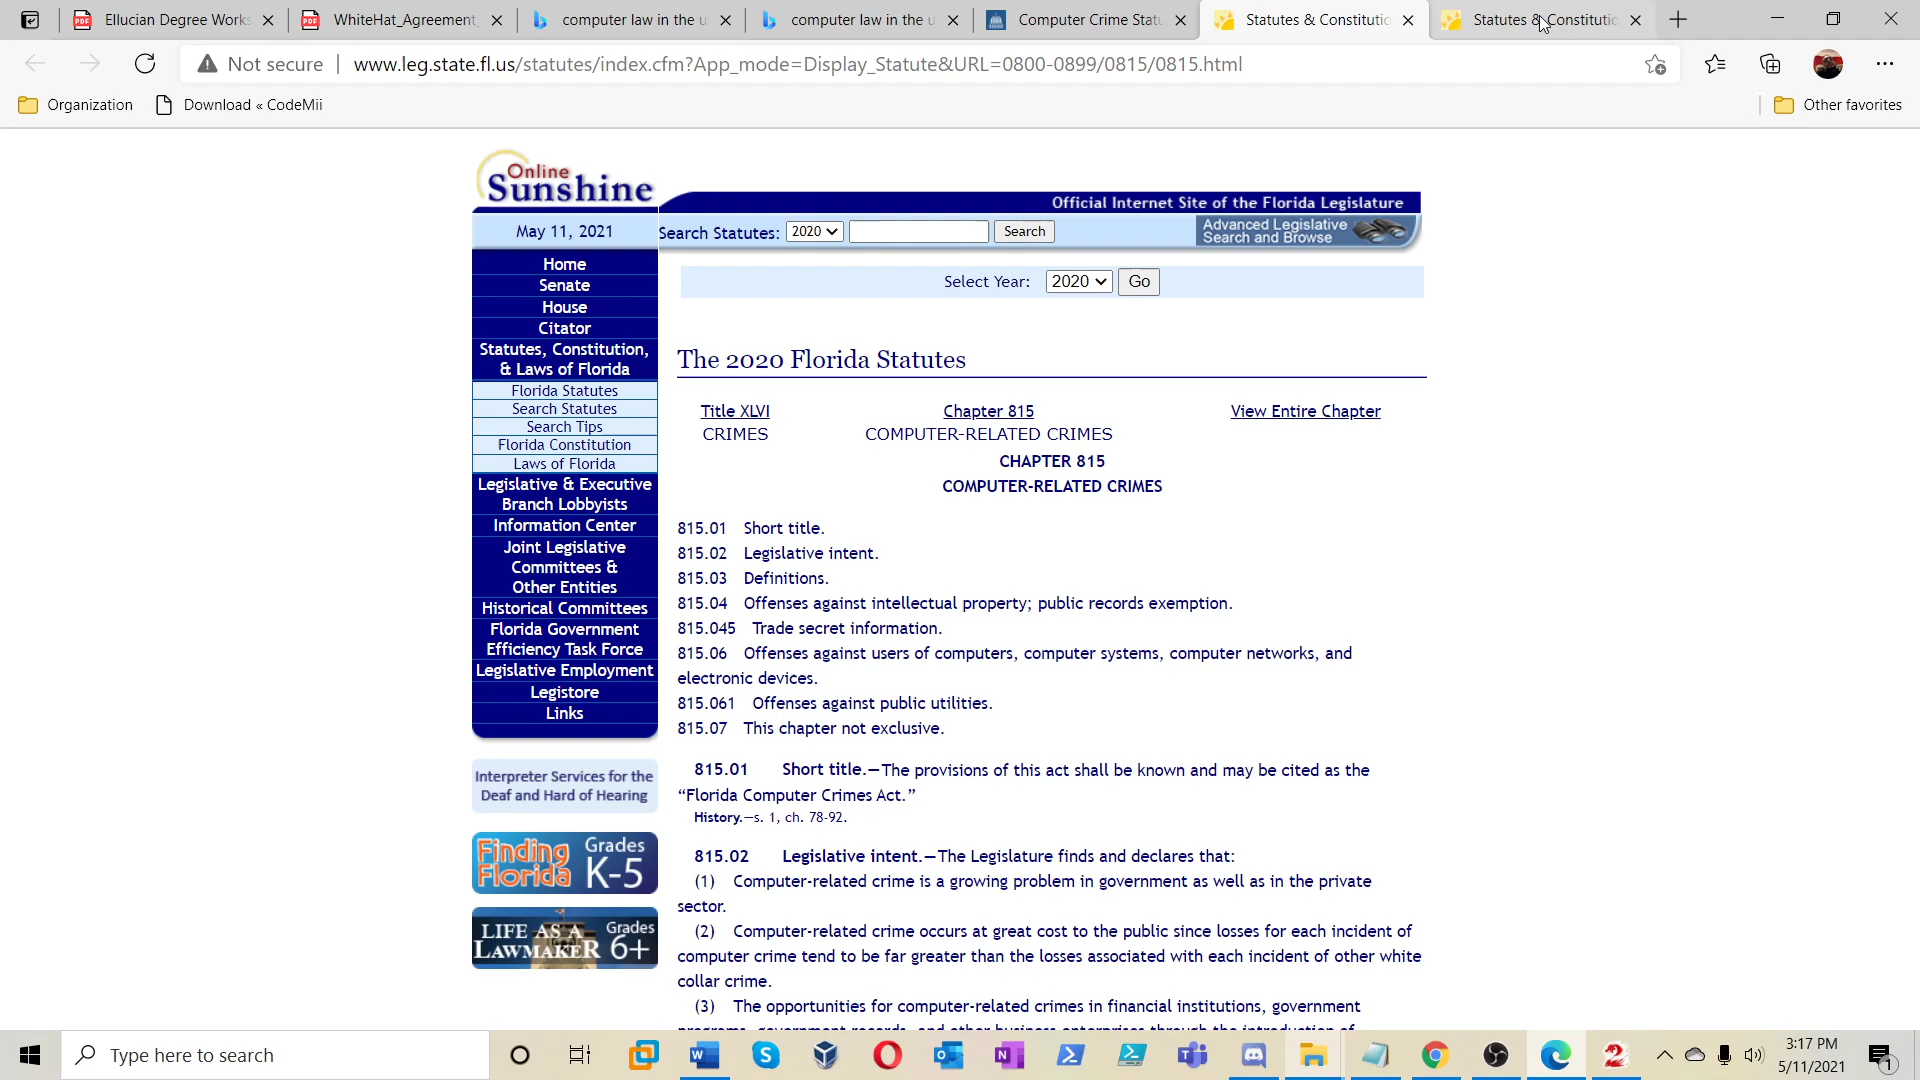 Ellucian Degree Works
WhiteHat_Agreement_
computer law in the u
computer law in the u
Computer Crime Statu
Statutes & Constitutio
Statutes & Constitutio
Not secure
www.leg.state.fl.us/statutes/index.cfm?App_mode=Display_Statute&URL=0800-0899/0815/0815.html
Organization
Download « CodeMii
Other favorites
Online
Sunshine
Official Internet Site of the Florida Legislature
May 11, 2021
Search Statutes: 2020 Search
Advanced Legislative
Search and Browse
Select Year: 2020 Go
Home
Senate
House
Citator
Statutes, Constitution,
& Laws of Florida
Florida Statutes
Search Statutes
Search Tips
Florida Constitution
Laws of Florida
Legislative & Executive
Branch Lobbyists
Information Center
Joint Legislative
Committees &
Other Entities
Historical Committees
Florida Government
Efficiency Task Force
Legislative Employment
Legistore
Links
Interpreter Services for the
Deaf and Hard of Hearing
Finding
Florida
Grades
K-5
LIFE AS A
LAWMAKER
Grades
6+
The 2020 Florida Statutes
Title XLVI Chapter 815 View Entire Chapter
CRIMES COMPUTER-RELATED CRIMES
CHAPTER 815
COMPUTER-RELATED CRIMES
815.01 Short title.
815.02 Legislative intent.
815.03 Definitions.
815.04 Offenses against intellectual property; public records exemption.
815.045 Trade secret information.
815.06 Offenses against users of computers, computer systems, computer networks, and
electronic devices.
815.061 Offenses against public utilities.
815.07 This chapter not exclusive.
815.01 Short title.—The provisions of this act shall be known and may be cited as the
“Florida Computer Crimes Act.”
History.—s. 1, ch. 78-92.
815.02 Legislative intent.—The Legislature finds and declares that:
(1) Computer-related crime is a growing problem in government as well as in the private
sector.
(2) Computer-related crime occurs at great cost to the public since losses for each incident of
computer crime tend to be far greater than the losses associated with each incident of other white
collar crime.
(3) The opportunities for computer-related crimes in financial institutions, government
programs, government records, and other business enterprises through the introduction of
Type here to search
3:17 PM
5/11/2021
1